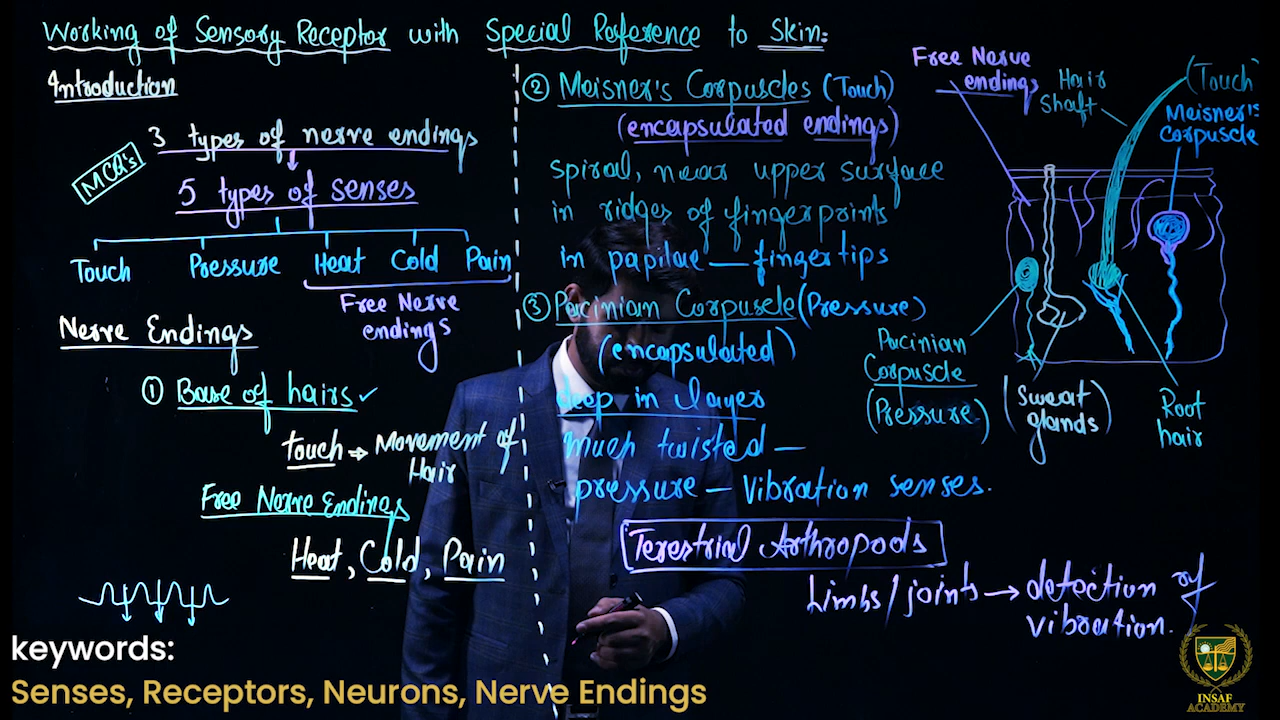 Working of Sensory Receptor with Special Reference to Skin:
Introduction
MCQ's
3 types of nerve endings
5 types of senses
Touch Pressure Heat Cold Pain
Free Nerve
endings
Nerve Endings
① Base of hairs ✓
touch ⇒ Movement of
Hair
Free Nerve Endings
Heat, Cold, Pain
② Meisner's Corpuscles (Touch)
(encapsulated endings)
spiral, near upper surface
in ridges of fingerprints
in papilae — fingertips
③ Pacinian Corpuscle (Pressure)
(encapsulated)
deep in layer
much twisted —
pressure — Vibration senses.
Terestrial Arthropods
Limbs/joints → detection of
vibration.
Free Nerve
endings
Hair
Shaft
(Touch
Meisner's
Corpuscle
Pacinian
Corpuscle
(Pressure)
(Sweat
glands)
Root
hair
keywords:
Senses, Receptors, Neurons, Nerve Endings
INSAF
ACADEMY